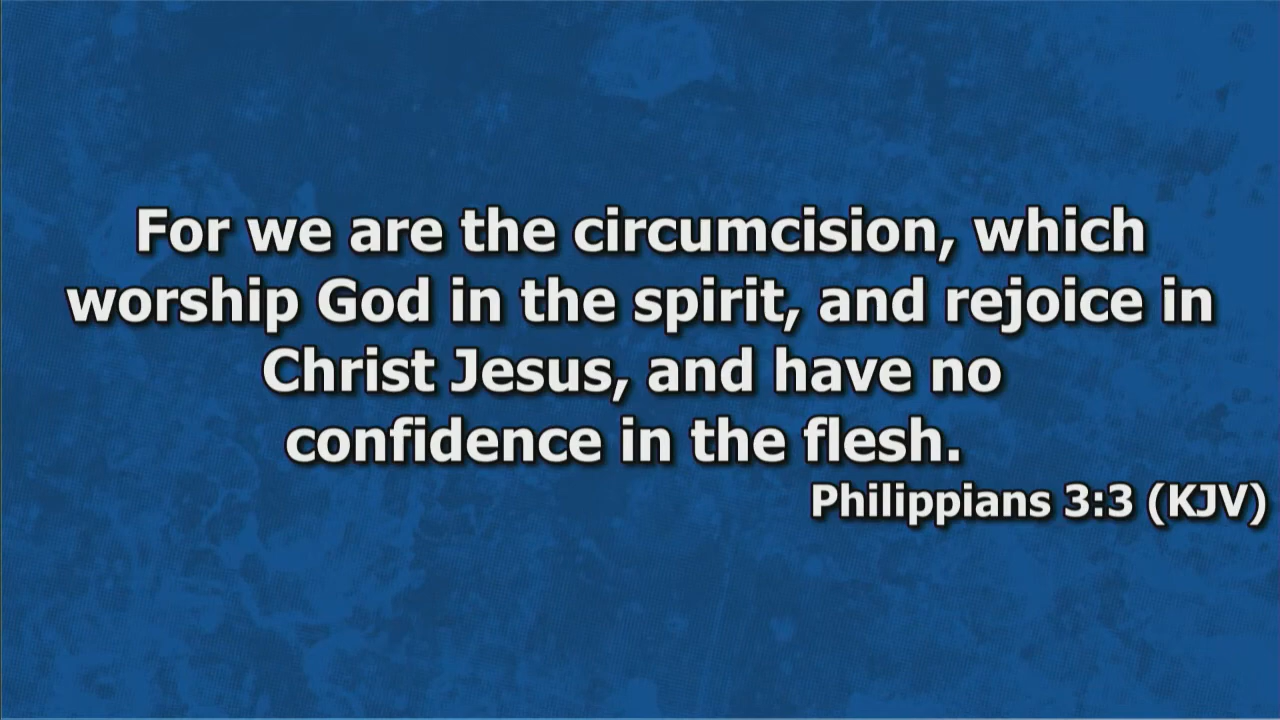 For we are the circumcision, which
worship God in the spirit, and rejoice in
Christ Jesus, and have no
confidence in the flesh.
Philippians 3:3 (KJV)